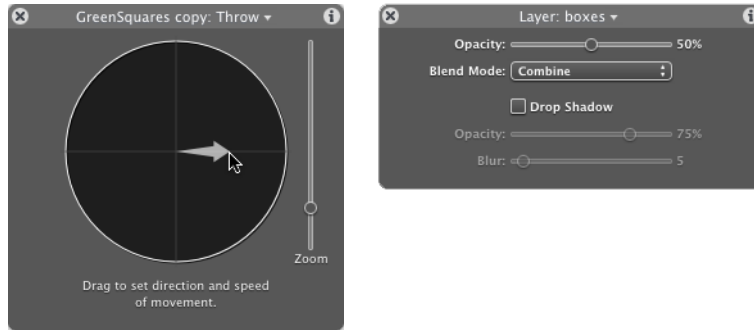 GreenSquares copy: Throw
Zoom
Drag to set direction and speed
of movement.
Layer: boxes
Opacity: 50%
Blend Mode: Combine
Drop Shadow
Opacity: 75%
Blur: 5